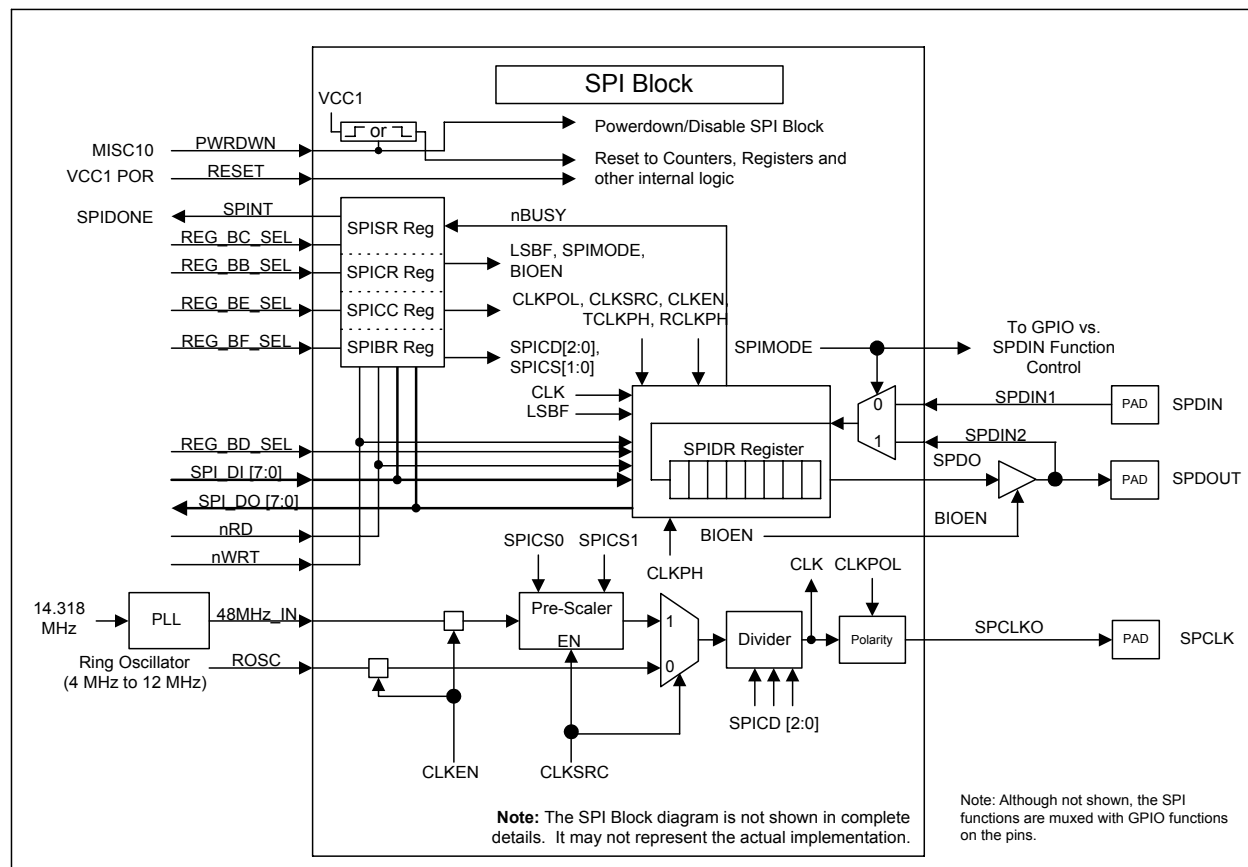 SPI Block
VCC1
or
Powerdown/Disable SPI Block
MISC10
PWRDWN
Reset to Counters, Registers and
other internal logic
VCC1 POR
RESET
SPIDONE
SPINT
nBUSY
SPISR Reg
REG_BC_SEL
LSBF, SPIMODE,
BIOEN
REG_BB_SEL
SPICR Reg
REG_BE_SEL
SPICC Reg
CLKPOL, CLKSRC, CLKEN,
TCLKPH, RCLKPH
REG_BF_SEL
SPIBR Reg
SPICD[2:0],
SPICS[1:0]
SPIMODE
To GPIO vs.
SPDIN Function
Control
CLK
LSBF
0
1
SPDIN1
PAD
SPDIN
SPDIN2
REG_BD_SEL
SPIDR Register
SPDO
SPI_DI [7:0]
PAD
SPDOUT
SPI_DO [7:0]
BIOEN
nRD
BIOEN
nWRT
SPICS0
SPICS1
CLKPH
CLK
CLKPOL
14.318
MHz
PLL
48MHz_IN
Pre-Scaler
EN
1
0
Divider
Polarity
SPCLKO
PAD
SPCLK
Ring Oscillator
(4 MHz to 12 MHz)
ROSC
SPICD [2:0]
CLKEN
CLKSRC
Note: The SPI Block diagram is not shown in complete
details. It may not represent the actual implementation.
Note: Although not shown, the SPI
functions are muxed with GPIO functions
on the pins.